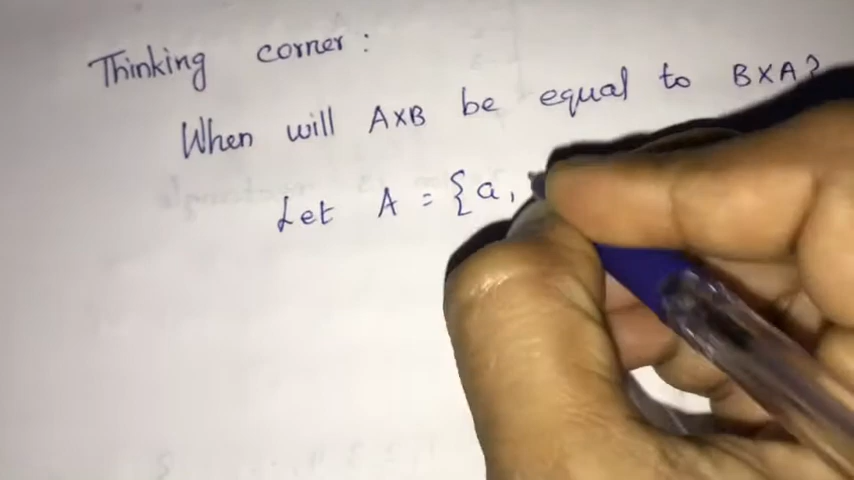 Thinking corner :
When will A×B be equal to B×A?
Let A = {a,